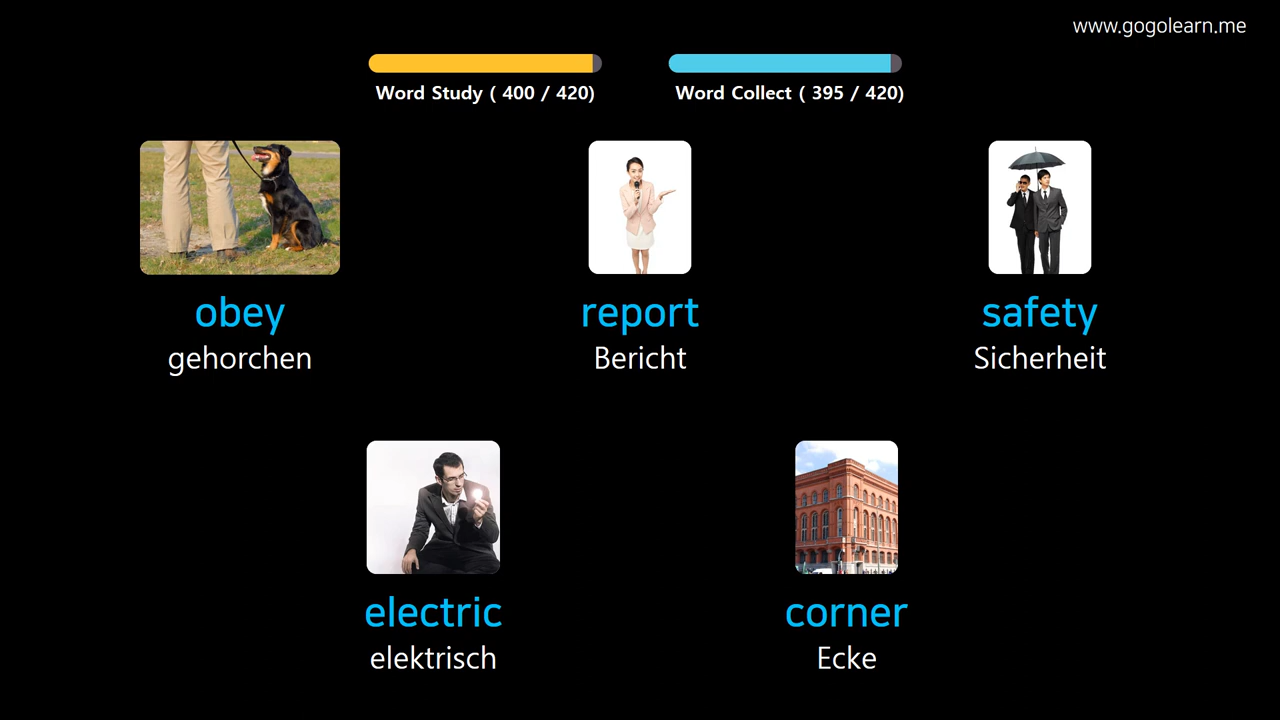 www.gogolearn.me
Word Study ( 400 / 420)
Word Collect ( 395 / 420)
obey
gehorchen
report
Bericht
safety
Sicherheit
electric
elektrisch
corner
Ecke